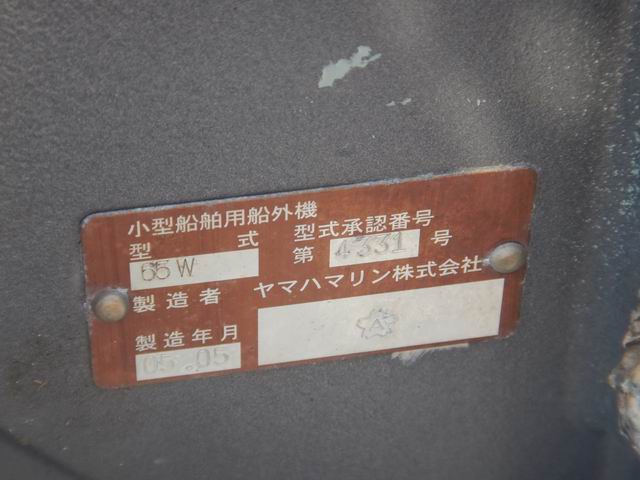 小型船舶用船外機
型式 型式承認番号
65W 第 4331 号
製造者 ヤマハマリン株式会社
製造年月
05.05